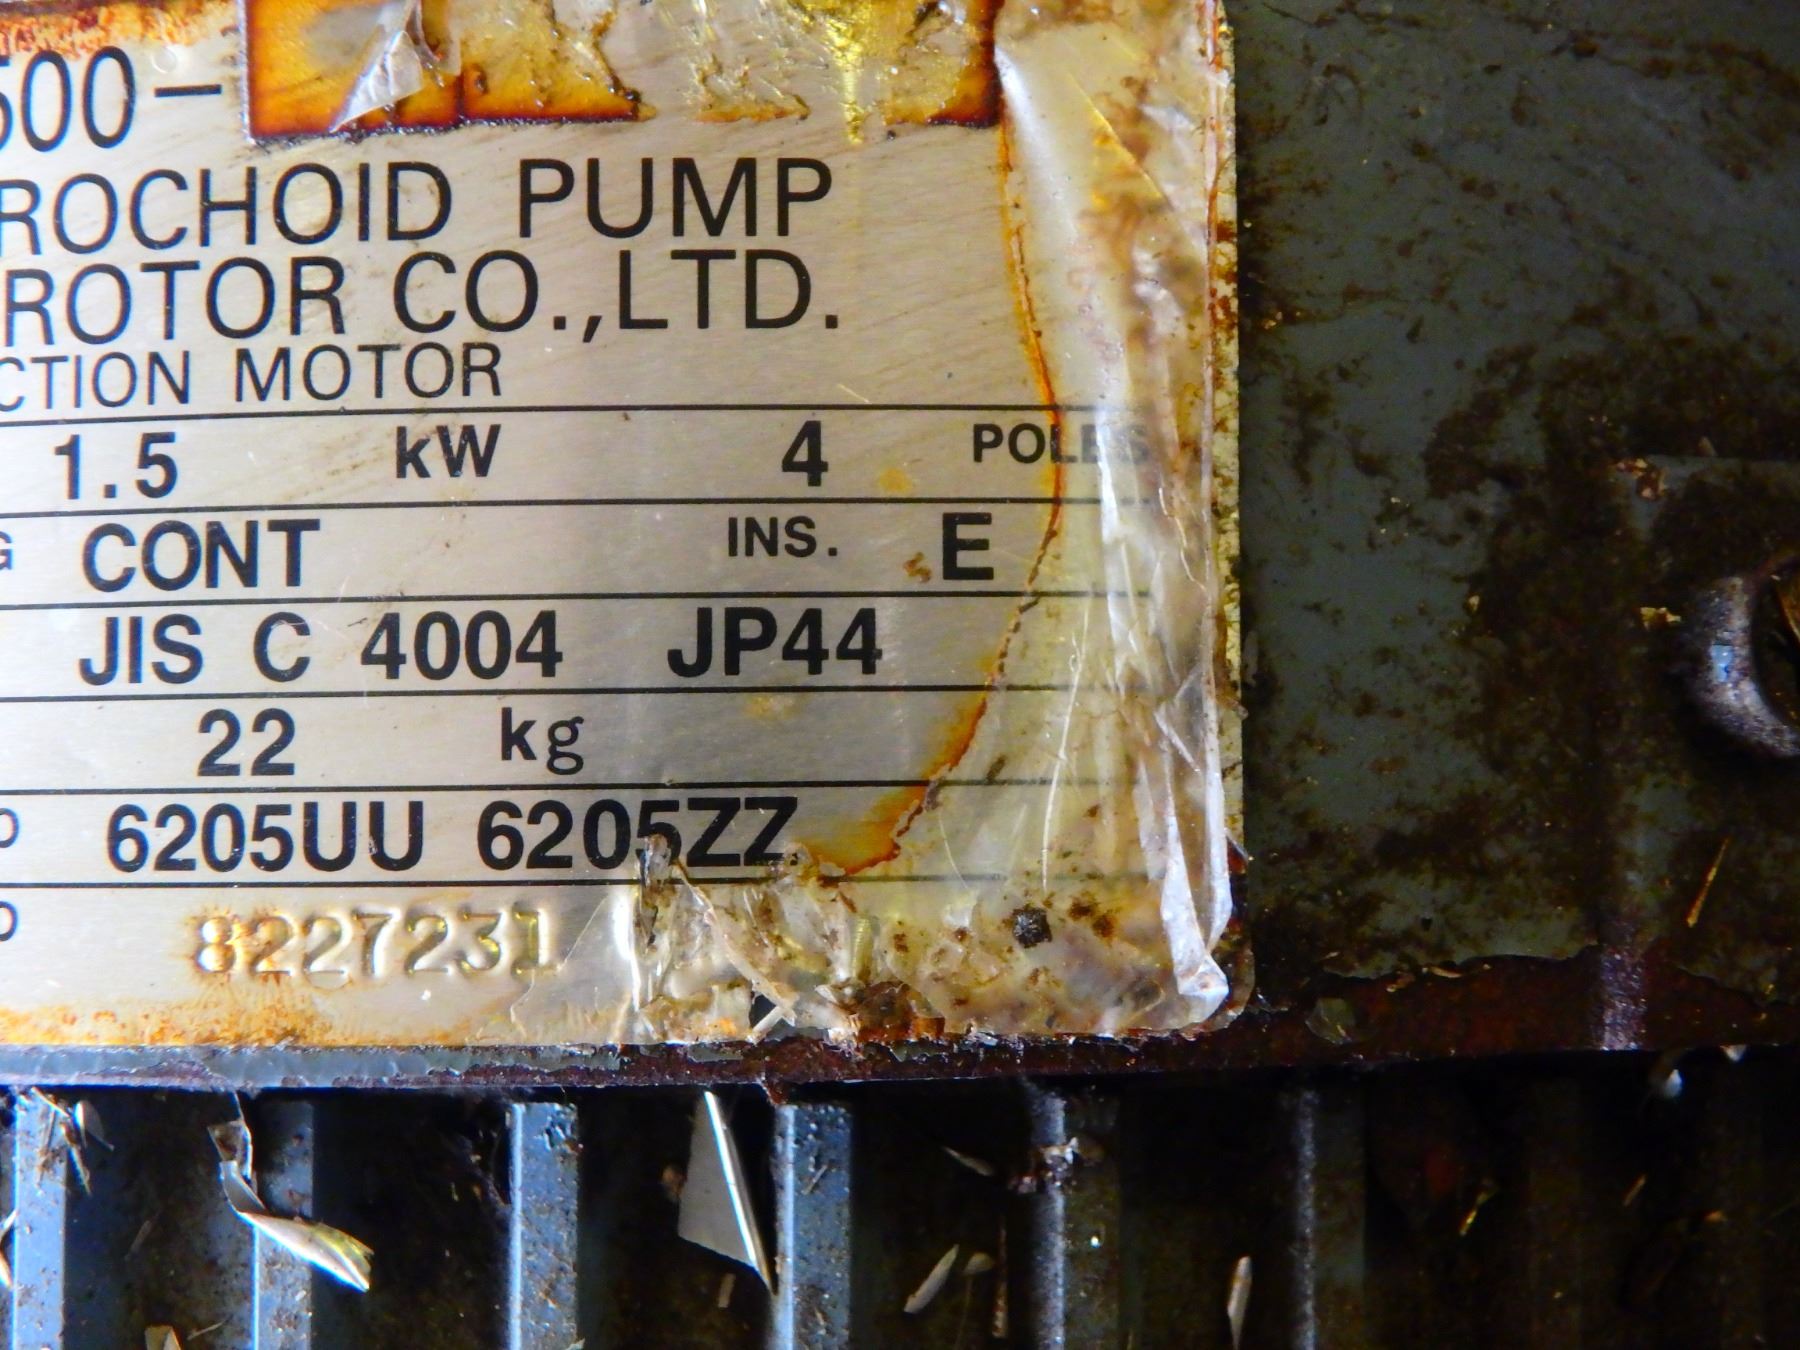 500-
ROCHOID PUMP
ROTOR CO.,LTD.
CTION MOTOR
1.5 kW 4 POLES
G CONT INS. E
JIS C 4004 JP44
22 kg
O 6205UU 6205ZZ
O 8227231